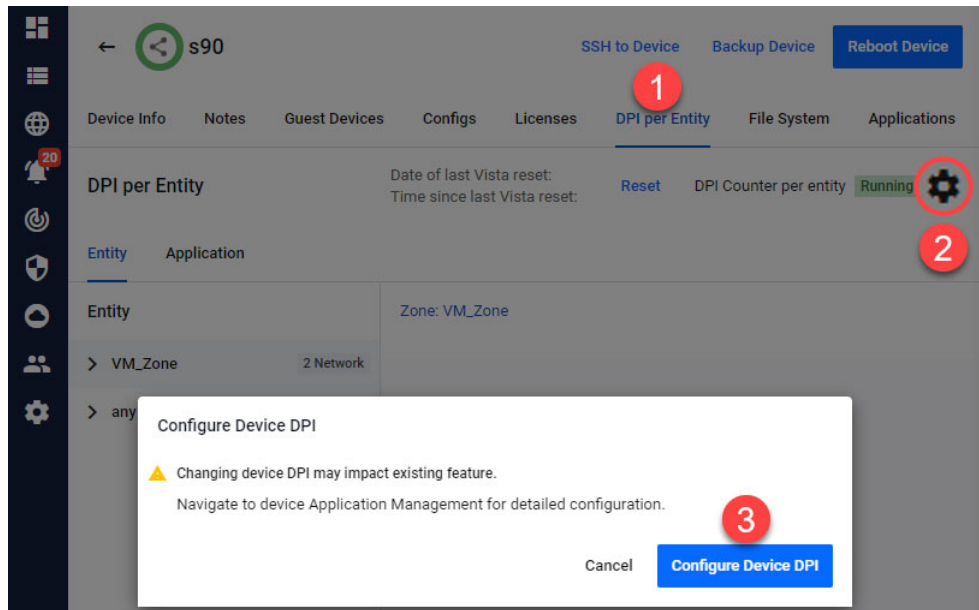 s90
SSH to Device
Backup Device
Reboot Device
1
Device Info
Notes
Guest Devices
Configs
Licenses
DPI per Entity
File System
Applications
20
DPI per Entity
Date of last Vista reset:
Time since last Vista reset:
Reset
DPI Counter per entity
Running
2
Entity
Application
Entity
Zone: VM_Zone
VM_Zone
2 Network
any
Configure Device DPI
Changing device DPI may impact existing feature.
Navigate to device Application Management for detailed configuration.
3
Cancel
Configure Device DPI